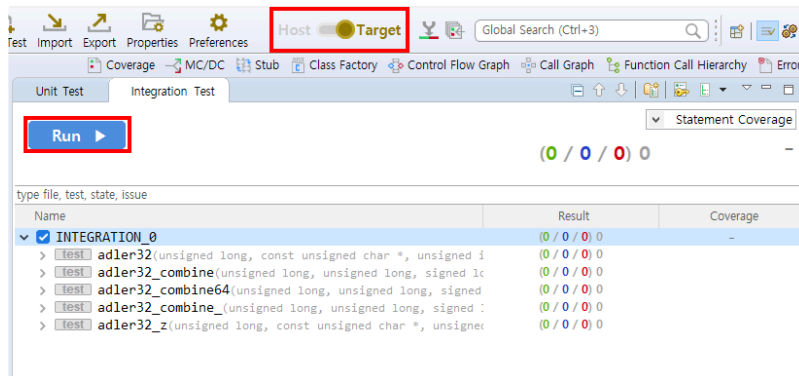 Test Import Export Properties Preferences Host Target Global Search (Ctrl+3)
Coverage MC/DC Stub Class Factory Control Flow Graph Call Graph Function Call Hierarchy Erro
Unit Test Integration Test
Run Statement Coverage
(0 / 0 / 0) 0 –
type file, test, state, issue
Name Result Coverage
INTEGRATION_0 (0 / 0 / 0) 0 –
test adler32(unsigned long, const unsigned char *, unsigned i (0 / 0 / 0) 0
test adler32_combine(unsigned long, unsigned long, signed lo (0 / 0 / 0) 0
test adler32_combine64(unsigned long, unsigned long, signed (0 / 0 / 0) 0
test adler32_combine_(unsigned long, unsigned long, signed l (0 / 0 / 0) 0
test adler32_z(unsigned long, const unsigned char *, unsigned (0 / 0 / 0) 0